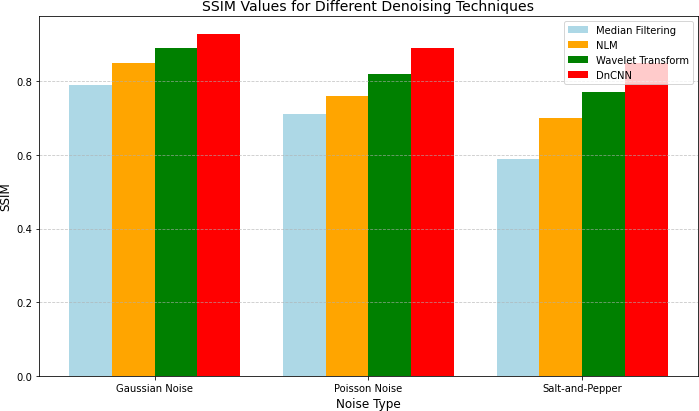 SSIM Values for Different Denoising Techniques
Median Filtering
NLM
Wavelet Transform
DnCNN
SSIM
0.8
0.6
0.4
0.2
0.0
Gaussian Noise
Poisson Noise
Salt-and-Pepper
Noise Type